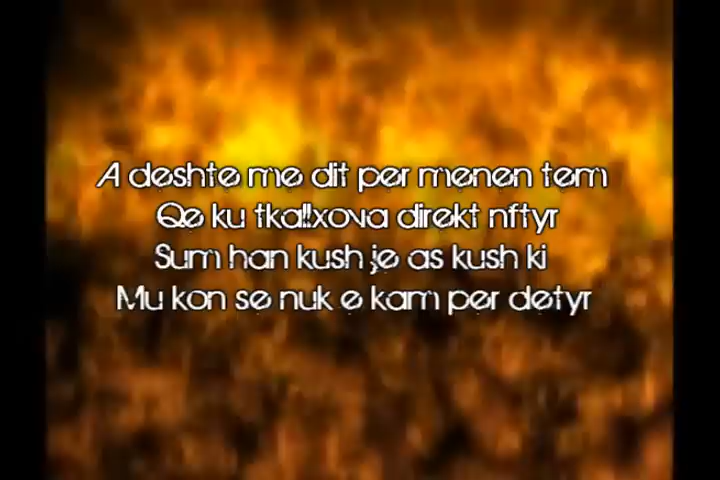 A deshte me dit per menen tem
Qe ku tkallxova direkt nftyr
Sum han kush je as kush ki
Mu kon se nuk e kam per detyr